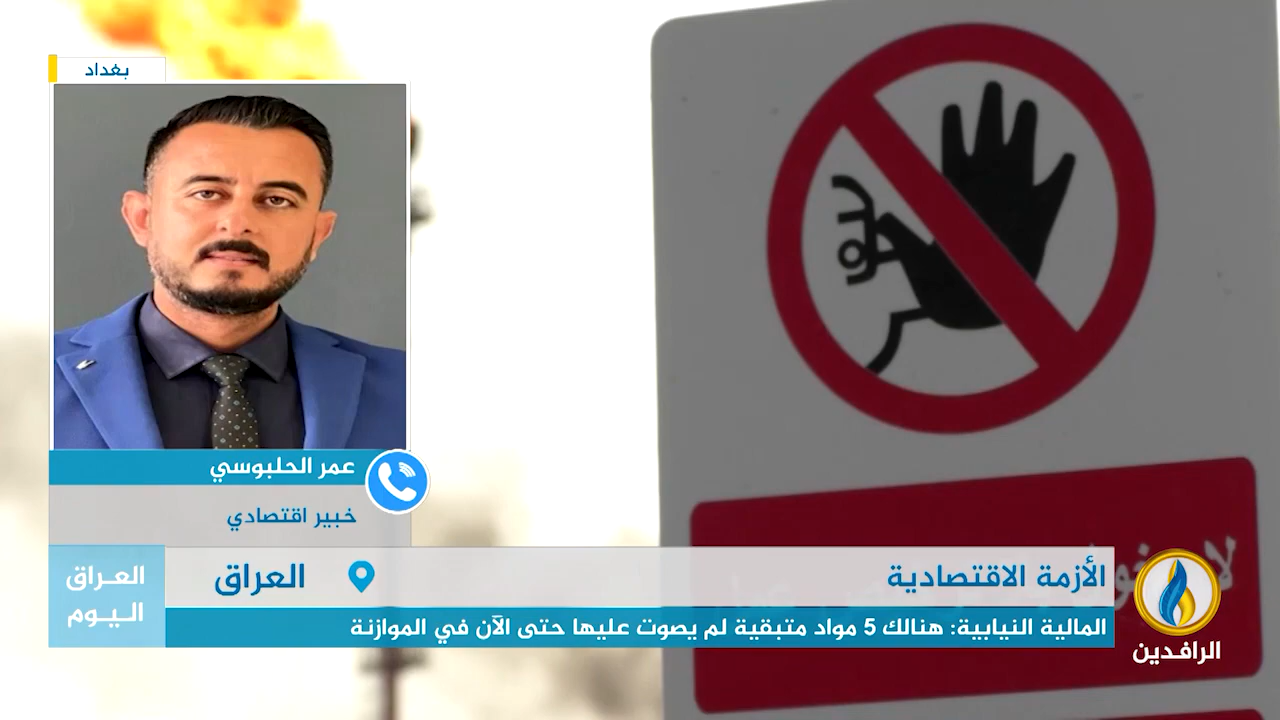 بغداد
عمر الحلبوسي
خبير اقتصادي
الأزمة الاقتصادية
العراق
العراق
اليوم
المالية النيابية: هنالك 5 مواد متبقية لم يصوت عليها حتى الآن في الموازنة
الرافدين